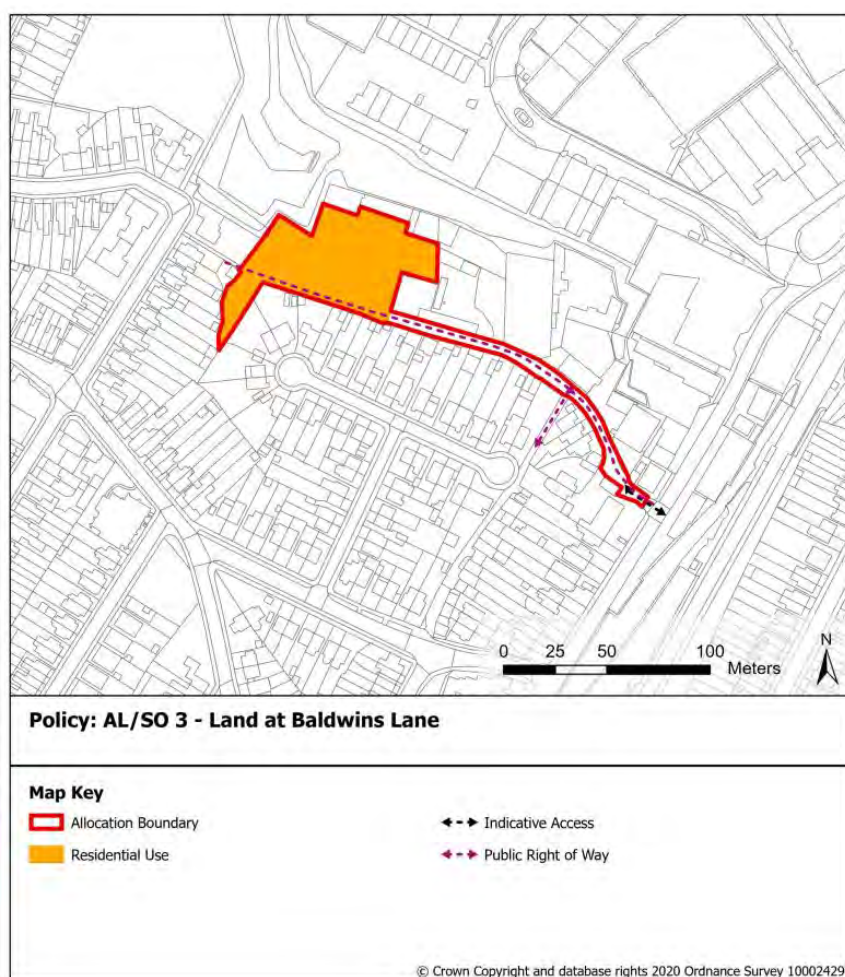 0 25 50 100
Meters
N
Policy: AL/SO 3 - Land at Baldwins Lane
Map Key
Allocation Boundary
Indicative Access
Residential Use
Public Right of Way
© Crown Copyright and database rights 2020 Ordnance Survey 10002429